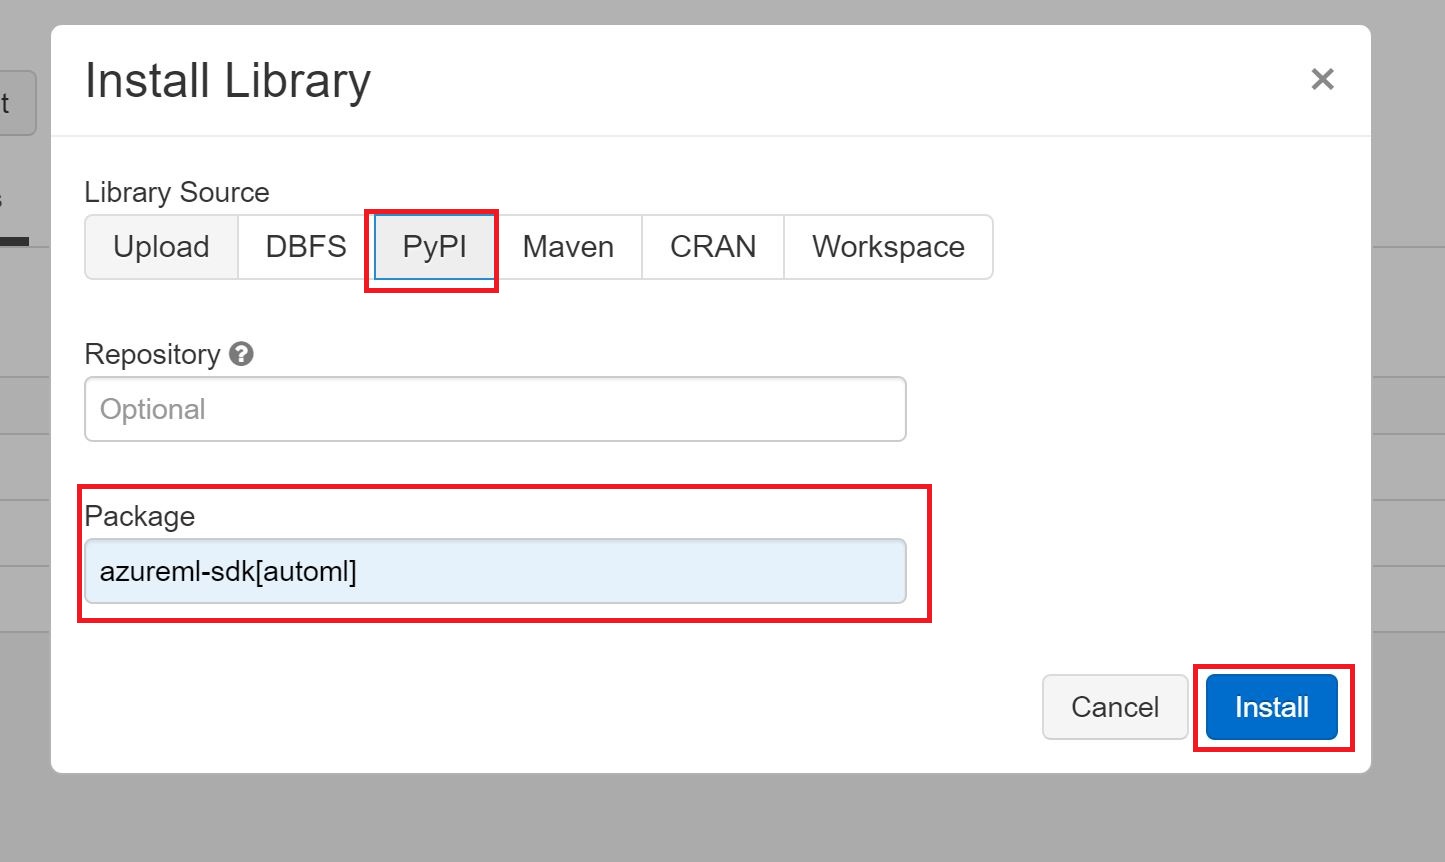 Install Library
t
Library Source
Upload DBFS PyPI Maven CRAN Workspace
Repository
Optional
Package
azureml-sdk[automl]
Cancel Install